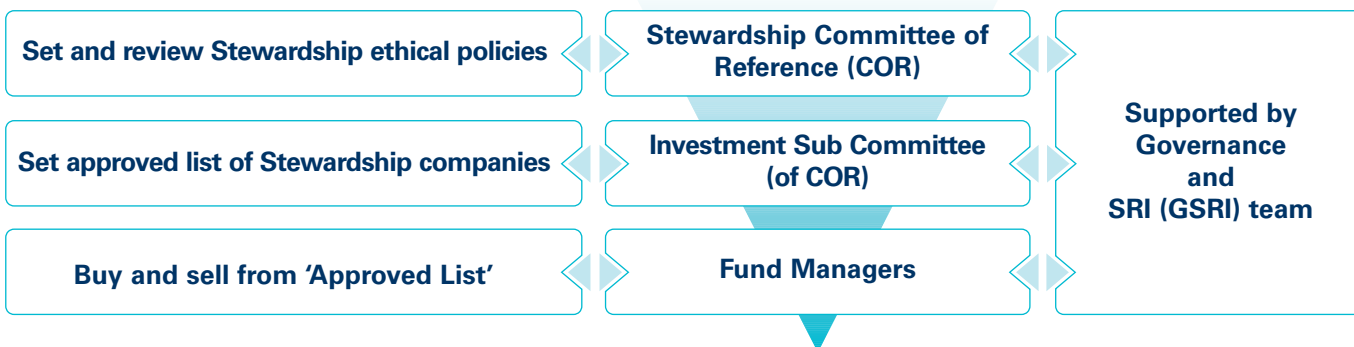 Set and review Stewardship ethical policies
Stewardship Committee of
Reference (COR)
Set approved list of Stewardship companies
Investment Sub Committee
(of COR)
Buy and sell from ‘Approved List’
Fund Managers
Supported by
Governance
and
SRI (GSRI) team